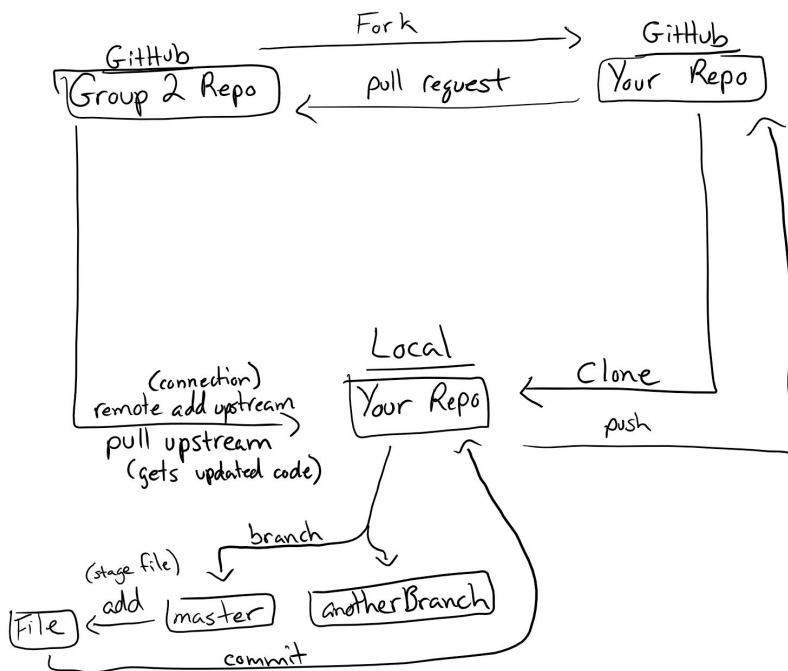 Fork
GitHub
Group 2 Repo
pull request
GitHub
Your Repo
Local
Your Repo
(connection)
remote add upstream
pull upstream
(gets updated code)
Clone
push
branch
(stage file)
add
File
master
anotherBranch
commit